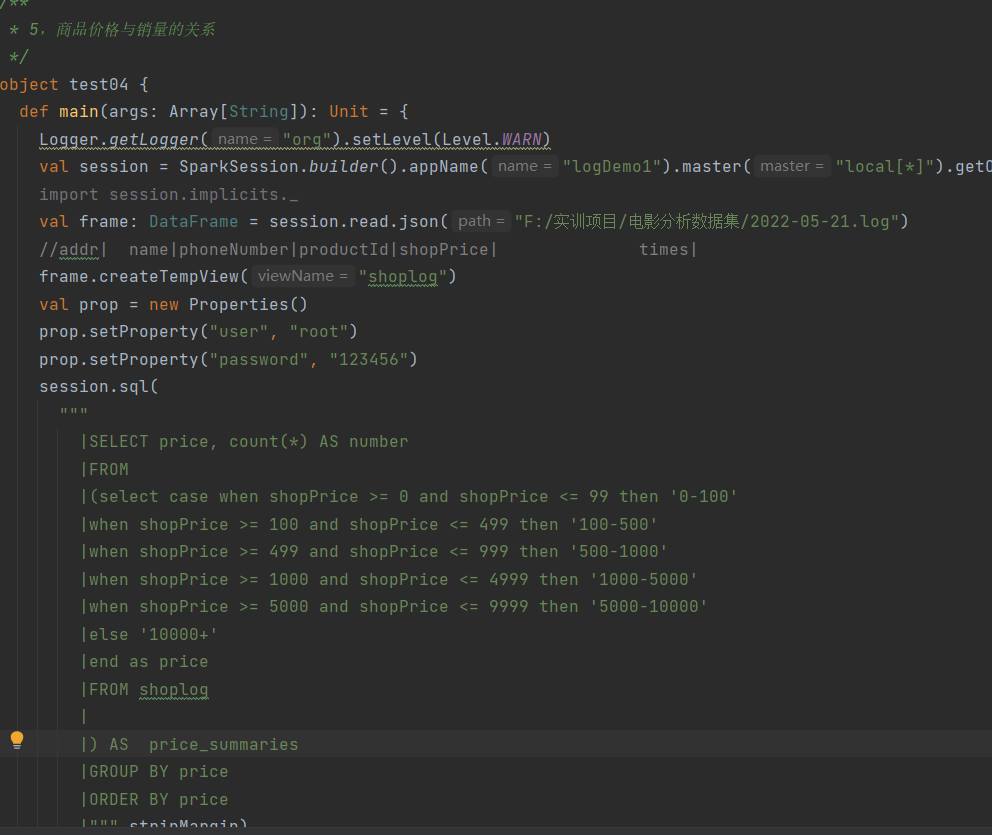 /**
* 5，商品价格与销量的关系
*/
object test04 {
def main(args: Array[String]): Unit = {
Logger.getLogger( name = "org").setLevel(Level.WARN)
val session = SparkSession.builder().appName( name = "logDemo1").master( master = "local[*]").getO
import session.implicits._
val frame: DataFrame = session.read.json( path = "F:/实训项目/电影分析数据集/2022-05-21.log")
//addr|  name|phoneNumber|productId|shopPrice|              times|
frame.createTempView( viewName = "shoplog")
val prop = new Properties()
prop.setProperty("user", "root")
prop.setProperty("password", "123456")
session.sql(
"""
|SELECT price, count(*) AS number
|FROM
|(select case when shopPrice >= 0 and shopPrice <= 99 then '0-100'
|when shopPrice >= 100 and shopPrice <= 499 then '100-500'
|when shopPrice >= 499 and shopPrice <= 999 then '500-1000'
|when shopPrice >= 1000 and shopPrice <= 4999 then '1000-5000'
|when shopPrice >= 5000 and shopPrice <= 9999 then '5000-10000'
|else '10000+'
|end as price
|FROM shoplog
|
|) AS  price_summaries
|GROUP BY price
|ORDER BY price
|""".stripMargin)